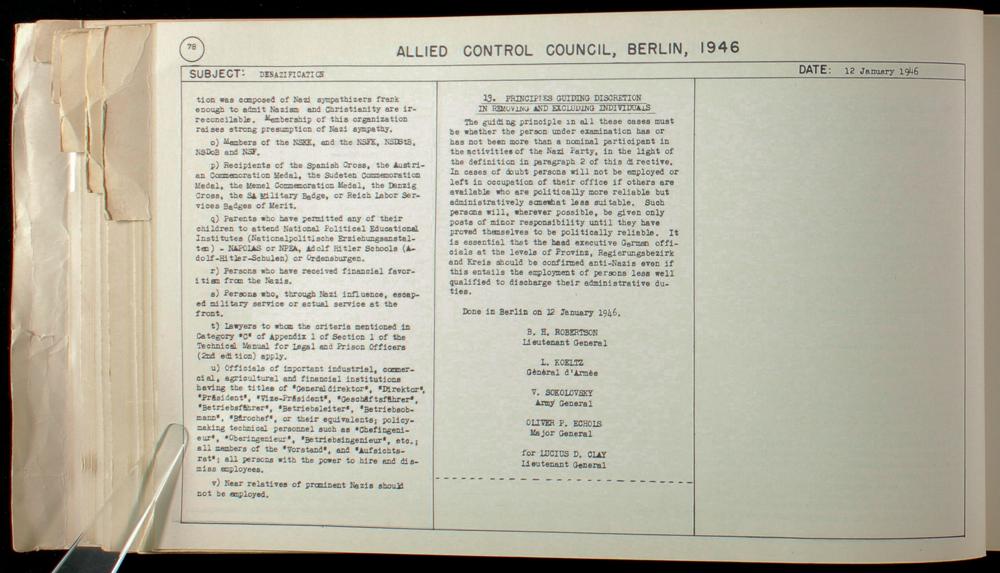 78
ALLIED CONTROL COUNCIL, BERLIN, 1946
SUBJECT: DENAZIFICATION
DATE: 12 January 1946
tion was composed of Nazi sympathizers frank
enough to admit Nazism and Christianity are ir-
reconcilable. Membership of this organization
raises strong presumption of Nazi sympathy.
o) Members of the NSKK, and the NSFK, NSDStB,
NSDoB and NSF.
p) Recipients of the Spanish Cross, the Austri-
an Commemoration Medal, the Sudeten Commemoration
Medal, the Memel Commemoration Medal, the Danzig
Cross, the SA Military Badge, or Reich Labor Ser-
vices Badges of Merit.
q) Parents who have permitted any of their
children to attend National Political Educational
Institutes (Nationalpolitische Erziehungsanstal-
ten) - NAPOLAS or NPEA, Adolf Hitler Schools (A-
dolf-Hitler-Schulen) or Ordensburgen.
r) Persons who have received financial favor-
itism from the Nazis.
s) Persons who, through Nazi influence, escap-
ed military service or actual service at the
front.
t) Lawyers to whom the criteria mentioned in
Category "C" of Appendix 1 of Section 1 of the
Technical Manual for Legal and Prison Officers
(2nd edition) apply.
u) Officials of important industrial, commer-
cial, agricultural and financial institutions
having the titles of "Generaldirektor", "Direktor",
"Präsident", "Vize-Präsident", "Geschäftsführer",
"Betriebsführer", "Betriebsleiter", "Betriebsob-
mann", "Bürochef", or their equivalents; policy-
making technical personnel such as "Chefingeni-
eur", "Oberingenieur", "Betriebsingenieur", etc.;
all members of the "Vorstand", and "Aufsichts-
rat"; all persons with the power to hire and dis-
miss employees.
v) Near relatives of prominent Nazis should
not be employed.
13. PRINCIPLES GUIDING DISCRETION
IN REMOVING AND EXCLUDING INDIVIDUALS
The guiding principle in all these cases must
be whether the person under examination has or
has not been more than a nominal participant in
the activities of the Nazi Party, in the light of
the definition in paragraph 2 of this directive.
In cases of doubt persons will not be employed or
left in occupation of their office if others are
available who are politically more reliable but
administratively somewhat less suitable. Such
persons will, wherever possible, be given only
posts of minor responsibility until they have
proved themselves to be politically reliable. It
is essential that the head executive German offi-
cials at the levels of Provinz, Regierungsbezirk
and Kreis should be confirmed anti-Nazis even if
this entails the employment of persons less well
qualified to discharge their administrative du-
ties.
Done in Berlin on 12 January 1946.
B. H. ROBERTSON
Lieutenant General
L. KOELTZ
Général d'Armée
V. SOKOLOVSKY
Army General
OLIVER P. ECHOLS
Major General
for LUCIUS D. CLAY
Lieutenant General